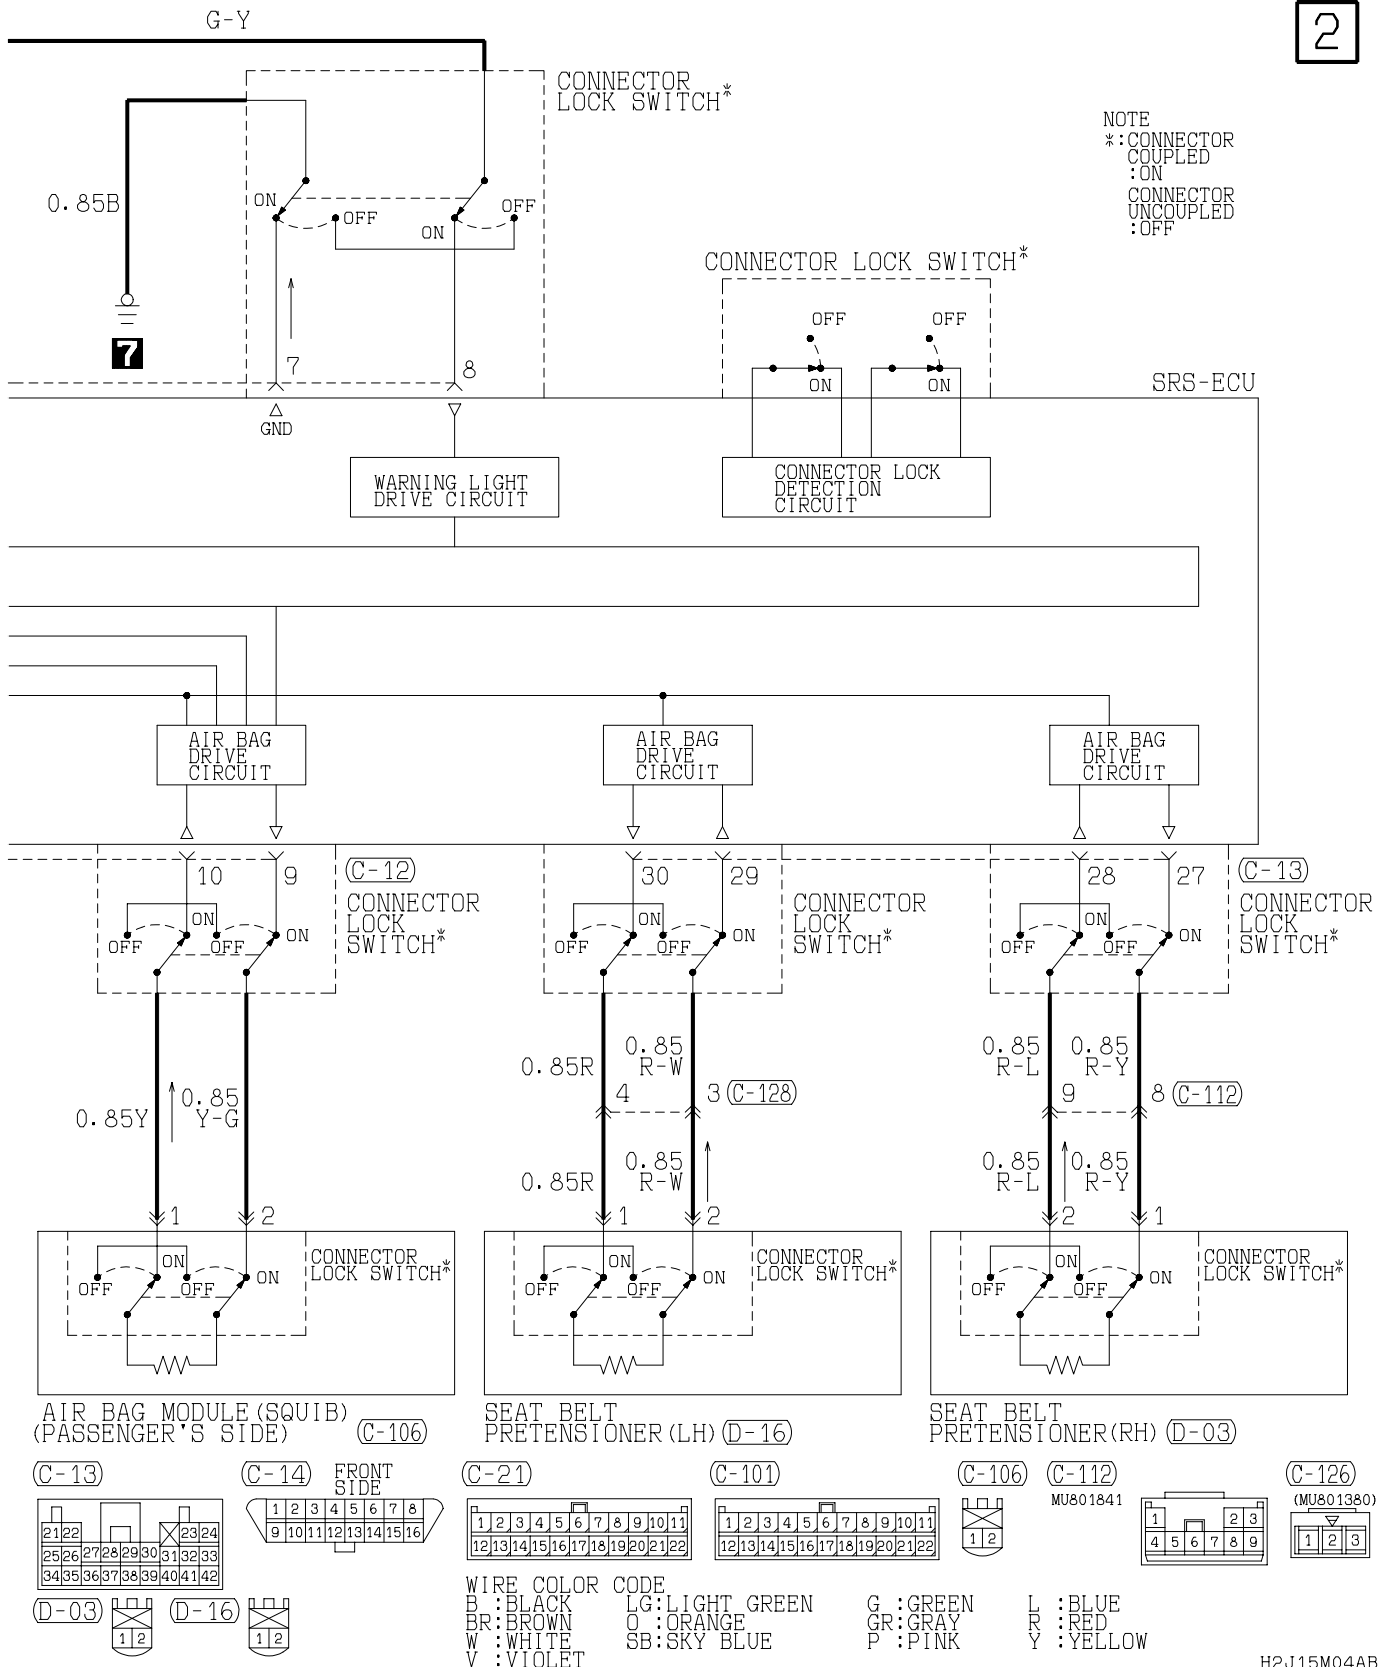 G-Y
2
CONNECTOR
LOCK SWITCH*
NOTE
*:CONNECTOR
COUPLED
:ON
CONNECTOR
UNCOUPLED
:OFF
0.85B
ON
OFF
ON
OFF
7
CONNECTOR LOCK SWITCH*
OFF
OFF
ON
ON
7
8
SRS-ECU
GND
WARNING LIGHT
DRIVE CIRCUIT
CONNECTOR LOCK
DETECTION
CIRCUIT
AIR BAG
DRIVE
CIRCUIT
AIR BAG
DRIVE
CIRCUIT
AIR BAG
DRIVE
CIRCUIT
10
9
C-12
CONNECTOR
LOCK
SWITCH*
OFF
ON
OFF
ON
30
29
CONNECTOR
LOCK
SWITCH*
OFF
ON
OFF
ON
28
27
C-13
CONNECTOR
LOCK
SWITCH*
OFF
ON
OFF
ON
0.85Y
0.85
Y-G
0.85R
0.85
R-W
4
3
C-128
0.85R
0.85
R-W
0.85
R-L
0.85
R-Y
9
8
C-112
0.85
R-L
0.85
R-Y
1
2
1
2
2
1
OFF
ON
OFF
ON
CONNECTOR
LOCK SWITCH*
OFF
ON
OFF
ON
CONNECTOR
LOCK SWITCH*
OFF
ON
OFF
ON
CONNECTOR
LOCK SWITCH*
AIR BAG MODULE(SQUIB)
(PASSENGER'S SIDE)
C-106
SEAT BELT
PRETENSIONER(LH)
D-16
SEAT BELT
PRETENSIONER(RH)
D-03
C-13
21 22 23 24
25 26 27 28 29 30 31 32 33
34 35 36 37 38 39 40 41 42
C-14
FRONT
SIDE
1 2 3 4 5 6 7 8
9 10 11 12 13 14 15 16
C-21
1 2 3 4 5 6 7 8 9 10 11
12 13 14 15 16 17 18 19 20 21 22
C-101
1 2 3 4 5 6 7 8 9 10 11
12 13 14 15 16 17 18 19 20 21 22
C-106
1 2
C-112
MU801841
1 2 3
4 5 6 7 8 9
C-126
(MU801380)
1 2 3
D-03
1 2
D-16
1 2
WIRE COLOR CODE
B :BLACK LG:LIGHT GREEN G :GREEN L :BLUE
BR:BROWN O :ORANGE GR:GRAY R :RED
W :WHITE SB:SKY BLUE P :PINK Y :YELLOW
V :VIOLET
H2J15M04AB